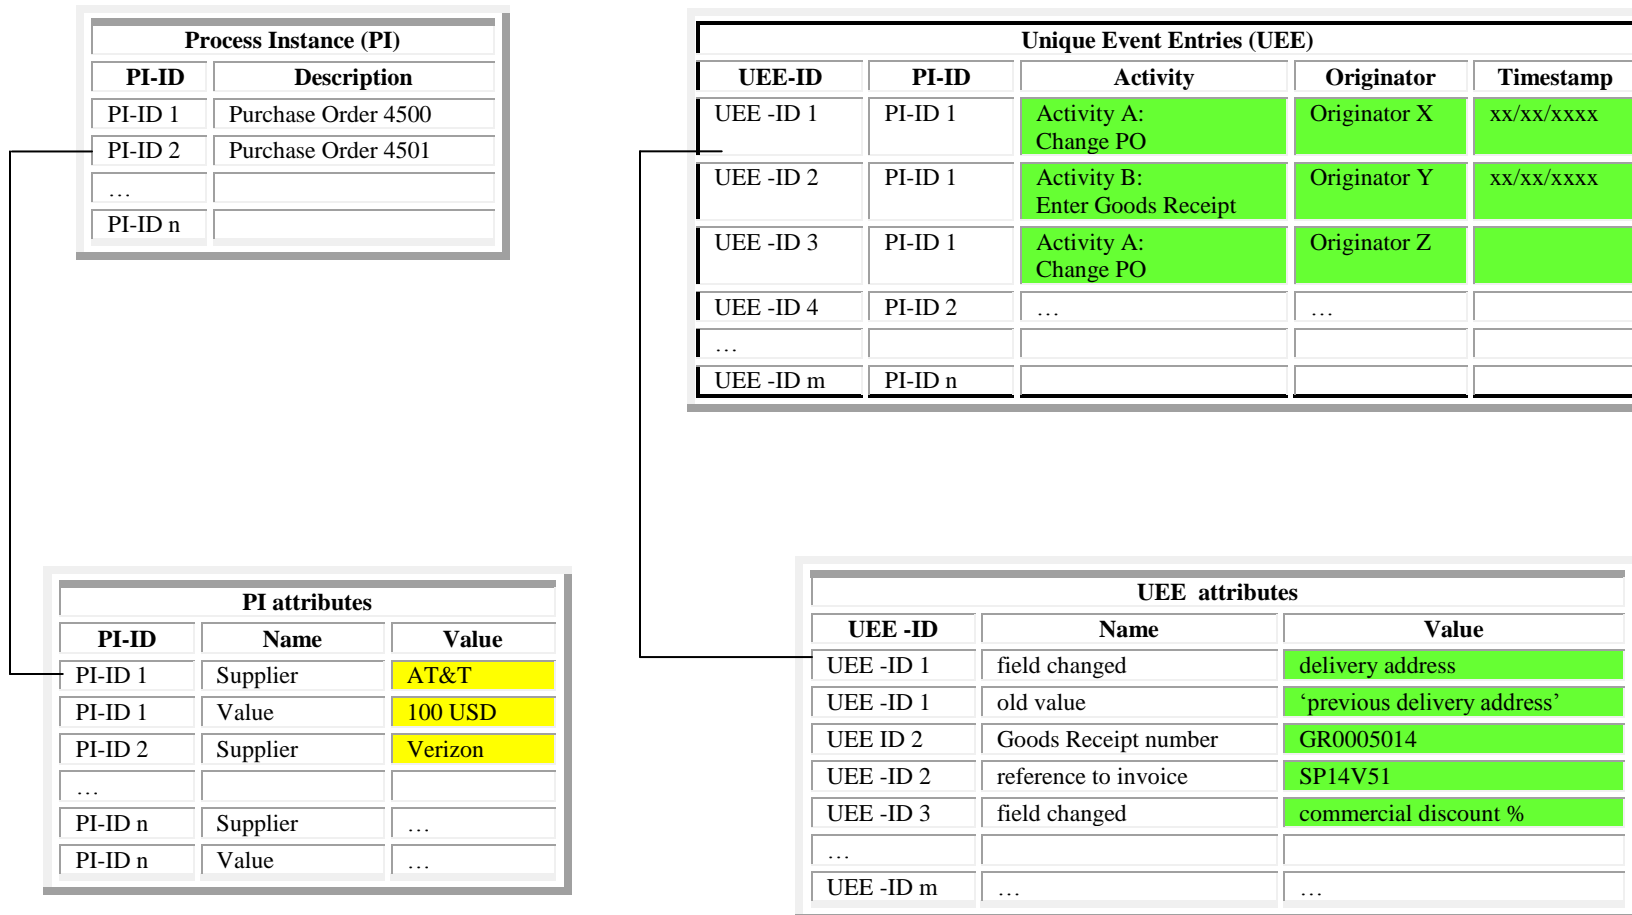 Process Instance (PI)
PI-ID Description
PI-ID 1 Purchase Order 4500
PI-ID 2 Purchase Order 4501
…
PI-ID n
Unique Event Entries (UEE)
UEE-ID PI-ID Activity Originator Timestamp
UEE -ID 1 PI-ID 1 Activity A: Originator X xx/xx/xxxx
Change PO
UEE -ID 2 PI-ID 1 Activity B: Originator Y xx/xx/xxxx
Enter Goods Receipt
UEE -ID 3 PI-ID 1 Activity A: Originator Z
Change PO
UEE -ID 4 PI-ID 2 … …
…
UEE -ID m PI-ID n
PI attributes
PI-ID Name Value
PI-ID 1 Supplier AT&T
PI-ID 1 Value 100 USD
PI-ID 2 Supplier Verizon
…
PI-ID n Supplier …
PI-ID n Value …
UEE attributes
UEE -ID Name Value
UEE -ID 1 field changed delivery address
UEE -ID 1 old value ‘previous delivery address’
UEE ID 2 Goods Receipt number GR0005014
UEE -ID 2 reference to invoice SP14V51
UEE -ID 3 field changed commercial discount %
…
UEE -ID m … …